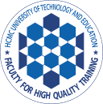 HCMC UNIVERSITY OF TECHNOLOGY AND EDUCATION
★ FACULTY FOR HIGH QUALITY TRAINING ★